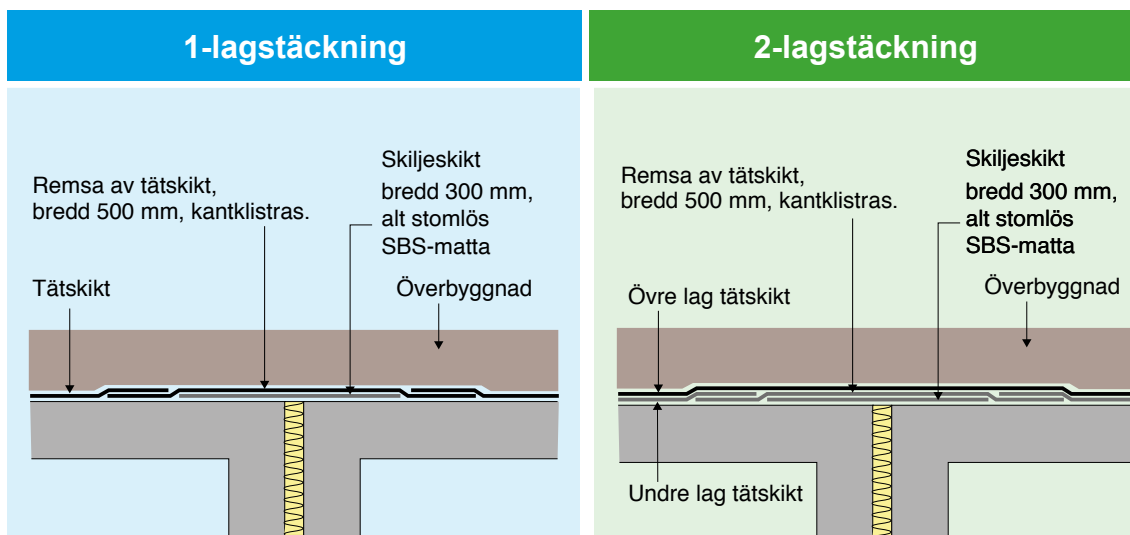 1-lagstäckning
Skiljeskikt
bredd 300 mm,
alt stomlös
SBS-matta
Remsa av tätskikt,
bredd 500 mm, kantklistras.
Tätskikt
Överbyggnad
2-lagstäckning
Skiljeskikt
bredd 300 mm,
alt stomlös
SBS-matta
Remsa av tätskikt,
bredd 500 mm, kantklistras.
Övre lag tätskikt
Överbyggnad
Undre lag tätskikt